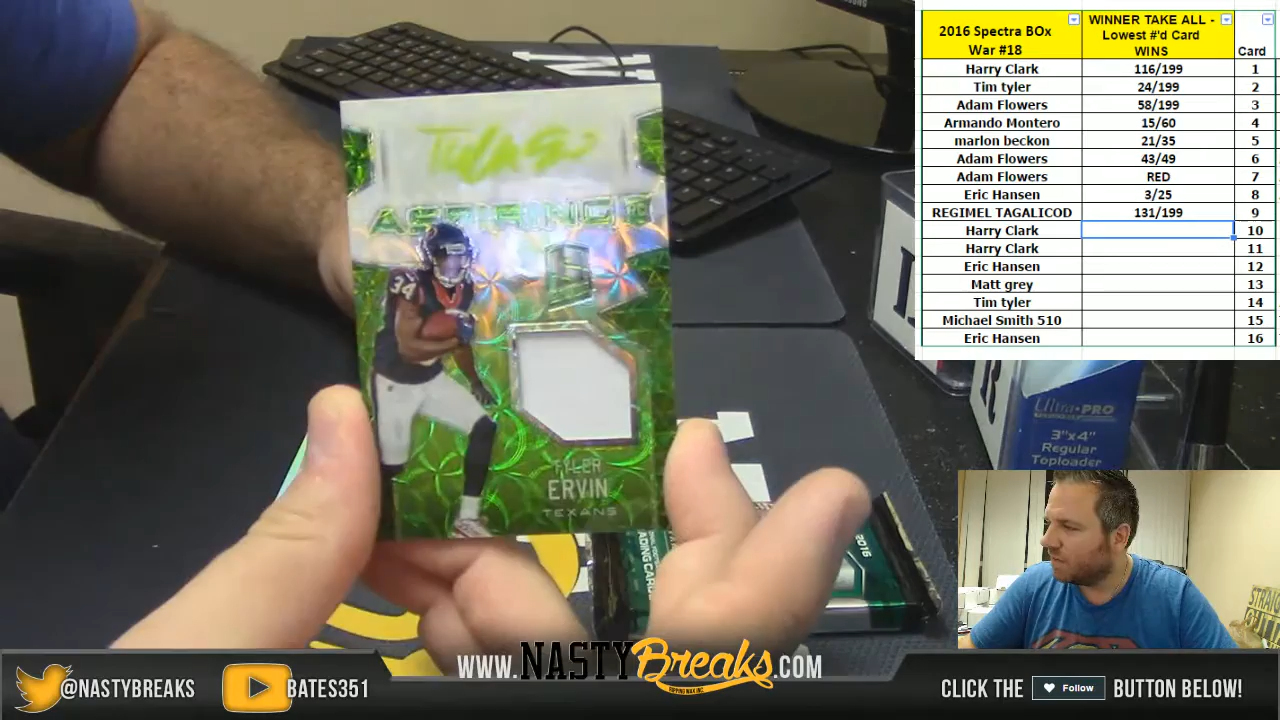 2016 Spectra BOx
War #18
WINNER TAKE ALL -
Lowest #'d Card
WINS
Card
Harry Clark 116/199 1
Tim tyler 24/199 2
Adam Flowers 58/199 3
Armando Montero 15/60 4
marlon beckon 21/35 5
Adam Flowers 43/49 6
Adam Flowers RED 7
Eric Hansen 3/25 8
REGIMEL TAGALICOD 131/199 9
Harry Clark 10
Harry Clark 11
Eric Hansen 12
Matt grey 13
Tim tyler 14
Michael Smith 510 15
Eric Hansen 16
34
TYLER
ERVIN
TEXANS
2016
Ultra-PRO
3"x4"
Regular
Toploader
WWW.NASTYBreaks.COM
@NASTYBREAKS
BATES351
CLICK THE Follow BUTTON BELOW!